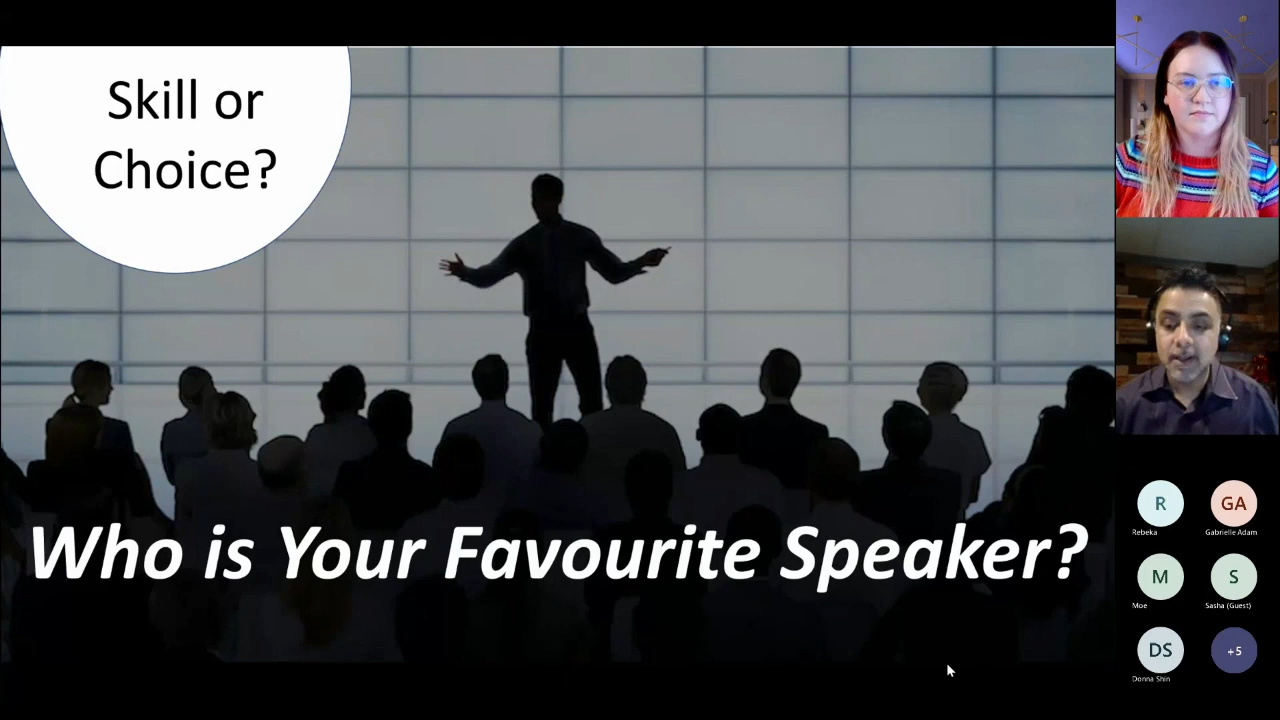 Skill or
Choice?
Who is Your Favourite Speaker?
R
GA
Rebeka
Gabrielle Adam
M
S
Moe
Sasha (Guest)
DS
+5
Donna Shin